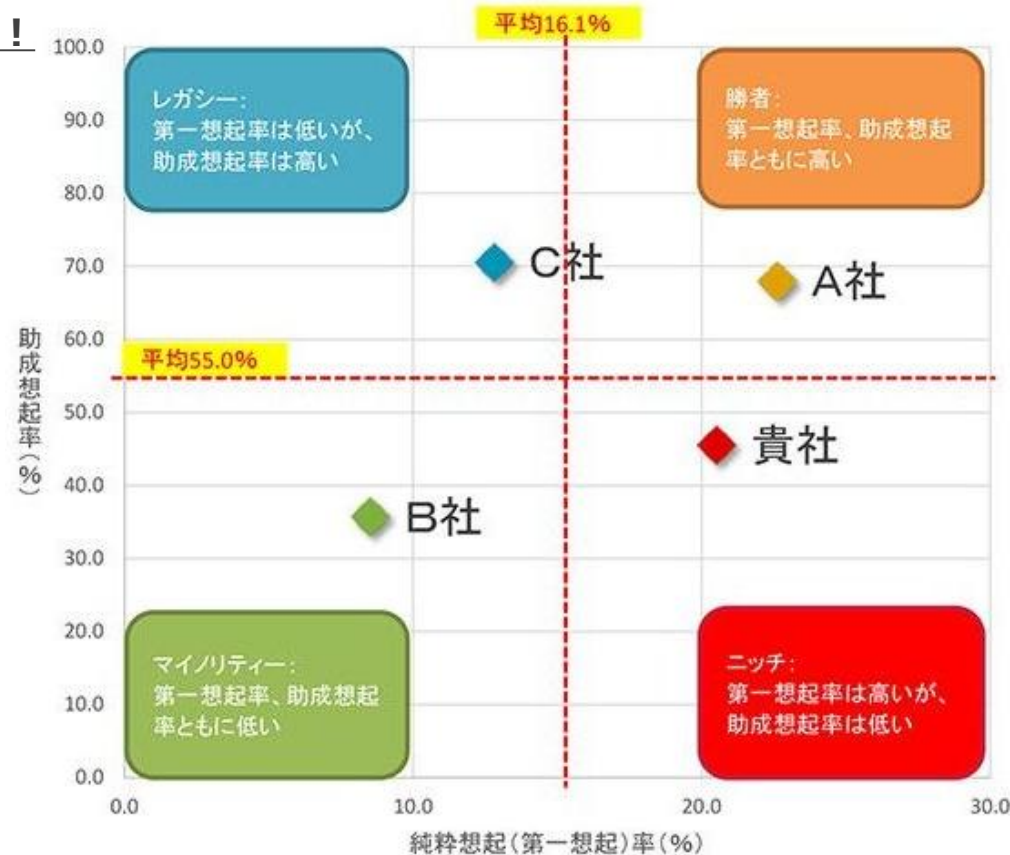 !
平均16.1%
100.0
90.0
80.0
70.0
60.0
50.0
40.0
30.0
20.0
10.0
0.0
レガシー:
第一想起率は低いが、
助成想起率は高い
勝者:
第一想起率、助成想起
率ともに高い
C社
A社
平均55.0%
助成想起率(%)
貴社
B社
マイノリティー:
第一想起率、助成想起
率ともに低い
ニッチ:
第一想起率は高いが、
助成想起率は低い
0.0
10.0
20.0
30.0
純粋想起(第一想起)率(%)